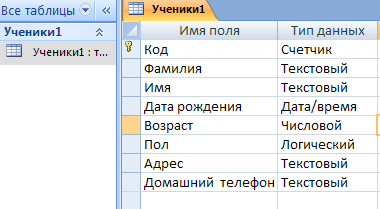 Все таблицы
Ученики1
Ученики1 : т...
Ученики1
Имя поля Тип данных
Код Счетчик
Фамилия Текстовый
Имя Текстовый
Дата рождения Дата/время
Возраст Числовой
Пол Логический
Адрес Текстовый
Домашний телефон Текстовый